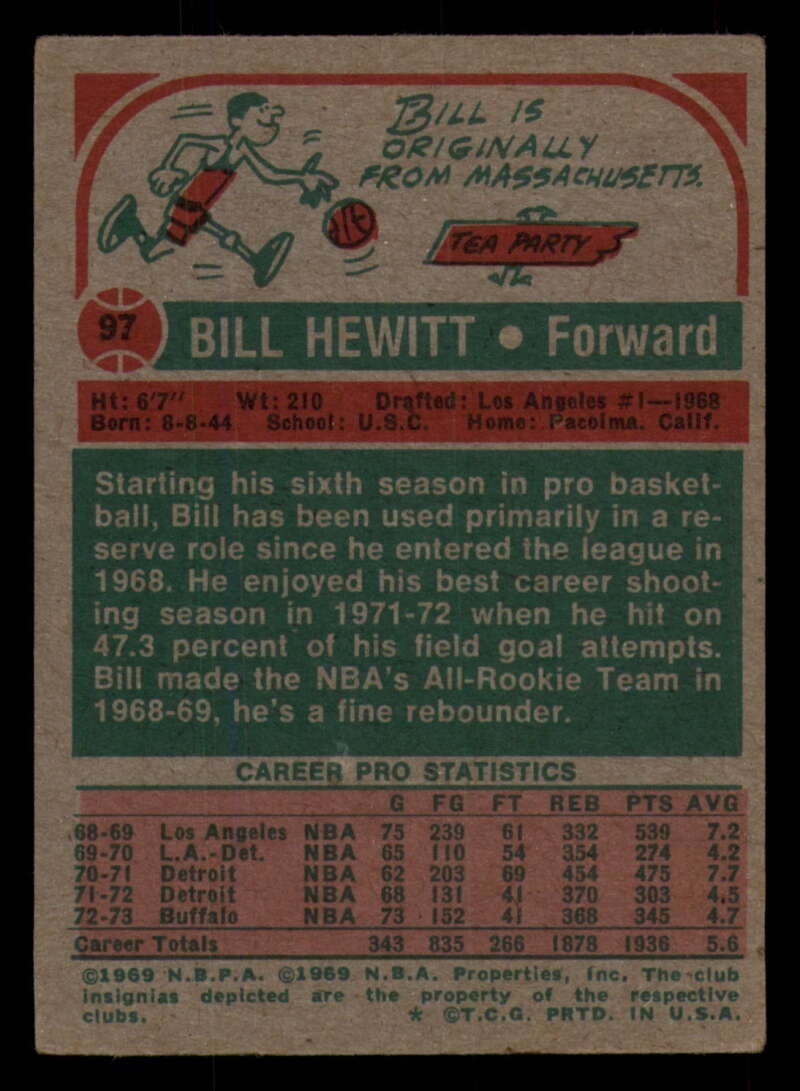 BILL IS
ORIGINALLY
FROM MASSACHUSETTS.
TEA PARTY
97
BILL HEWITT • Forward
Ht: 6'7" Wt: 210 Drafted: Los Angeles #1—1968
Born: 8-8-44 School: U.S.C. Home: Pacoima, Calif.
Starting his sixth season in pro basket-
ball, Bill has been used primarily in a re-
serve role since he entered the league in
1968. He enjoyed his best career shoot-
ing season in 1971-72 when he hit on
47.3 percent of his field goal attempts.
Bill made the NBA's All-Rookie Team in
1968-69, he's a fine rebounder.
CAREER PRO STATISTICS
G FG FT REB PTS AVG
68-69 Los Angeles NBA 75 239 61 332 539 7.2
69-70 L.A.-Det. NBA 65 110 54 354 274 4.2
70-71 Detroit NBA 62 203 69 454 475 7.7
71-72 Detroit NBA 68 131 41 370 303 4.5
72-73 Buffalo NBA 73 152 41 368 345 4.7
Career Totals 343 835 266 1878 1936 5.6
©1969 N.B.P.A. ©1969 N.B.A. Properties, Inc. The club
insignias depicted are the property of the respective
clubs. * ©T.C.G. PRTD. IN U.S.A.